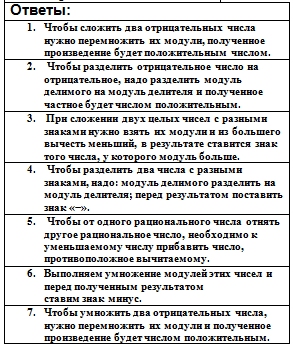 Ответы:
1. Чтобы сложить два отрицательных числа
нужно перемножить их модули, полученное
произведение будет положительным числом.
2. Чтобы разделить отрицательное число на
отрицательное, надо разделить модуль
делимого на модуль делителя и полученное
частное будет числом положительным.
3. При сложении двух целых чисел с разными
знаками нужно взять их модули и из большего
вычесть меньший, в результате ставится знак
того числа, у которого модуль больше.
4. Чтобы разделить два числа с разными
знаками, надо: модуль делимого разделить на
модуль делителя; перед результатом поставить
знак «–».
5. Чтобы от одного рационального числа отнять
другое рациональное число, необходимо к
уменьшаемому числу прибавить число,
противоположное вычитаемому.
6. Выполняем умножение модулей этих чисел и
перед полученным результатом
ставим знак минус.
7. Чтобы умножить два отрицательных числа,
нужно перемножить их модули и полученное
произведение будет числом положительным.